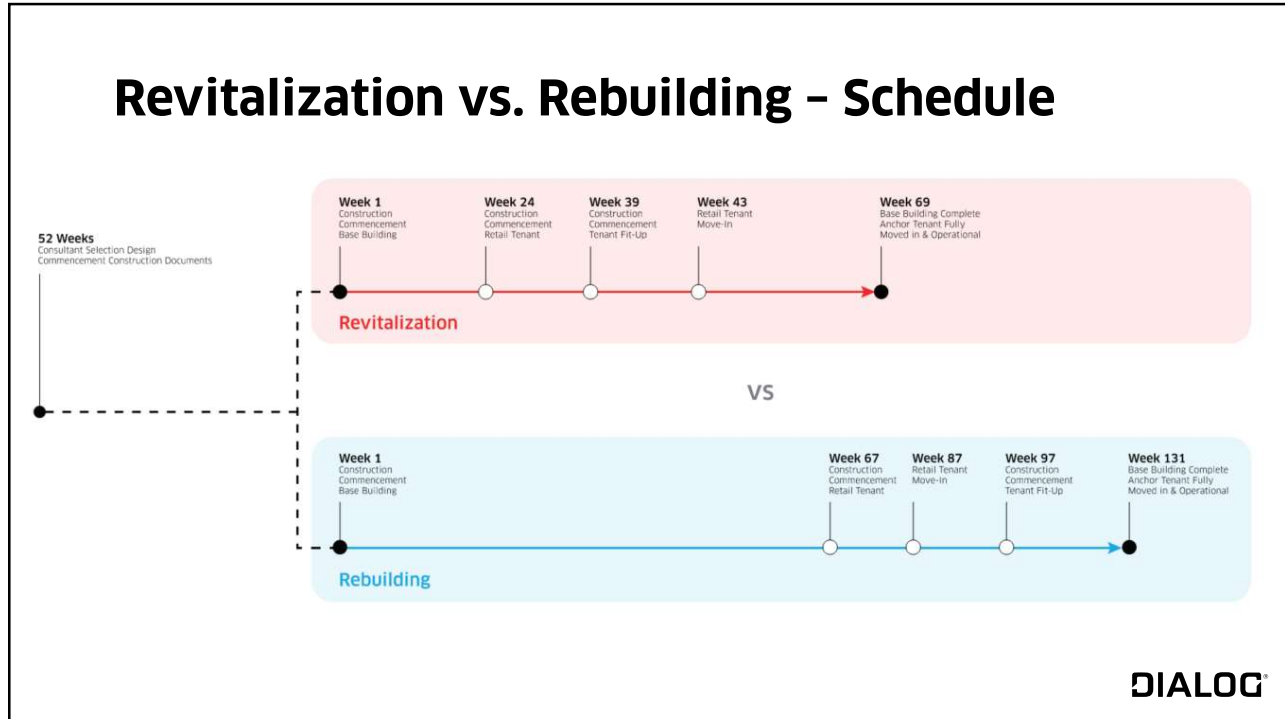 Revitalization vs. Rebuilding – Schedule
52 Weeks
Consultant Selection Design
Commencement Construction Documents
Week 1
Construction
Commencement
Base Building
Week 24
Construction
Commencement
Retail Tenant
Week 39
Construction
Commencement
Tenant Fit-Up
Week 43
Retail Tenant
Move-In
Week 69
Base Building Complete
Anchor Tenant Fully
Moved in & Operational
Revitalization
VS
Week 1
Construction
Commencement
Base Building
Week 67
Construction
Commencement
Retail Tenant
Week 87
Retail Tenant
Move-In
Week 97
Construction
Commencement
Tenant Fit-Up
Week 131
Base Building Complete
Anchor Tenant Fully
Moved in & Operational
Rebuilding
DIALOG®